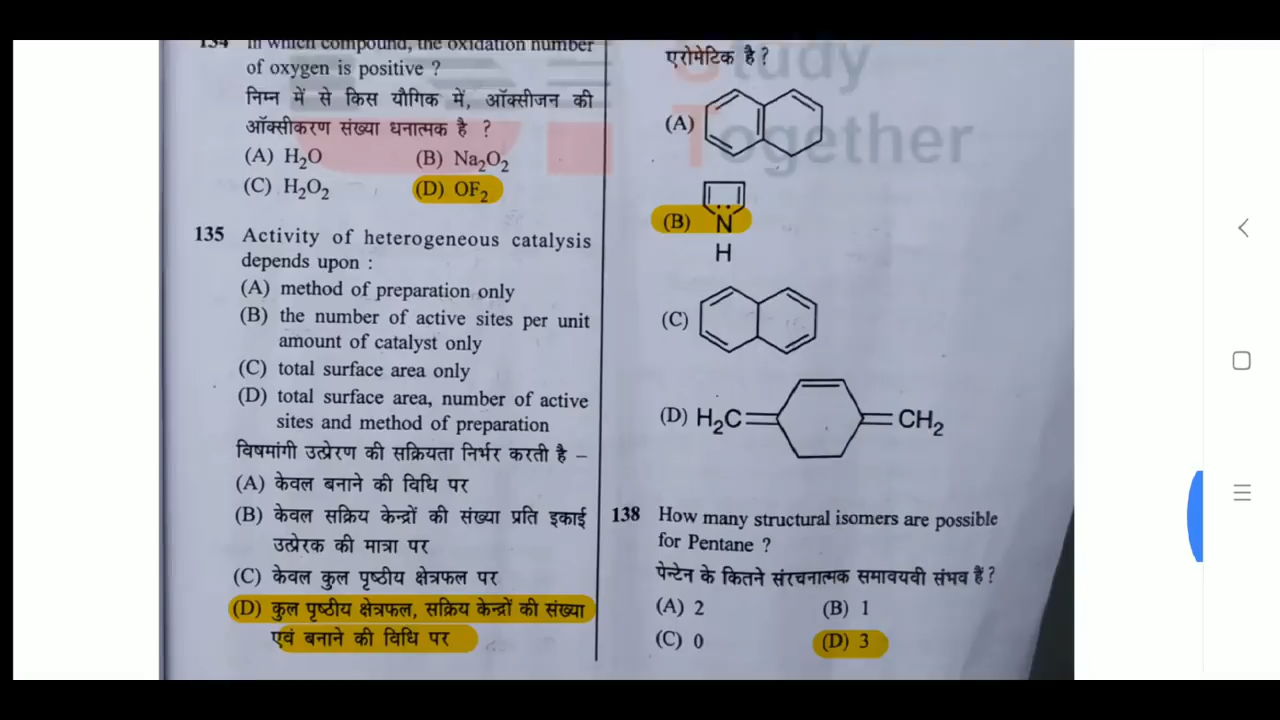 134 In which compound, the oxidation number
of oxygen is positive ?
निम्न में से किस यौगिक में, ऑक्सीजन की
ऑक्सीकरण संख्या धनात्मक है ?
(A) H₂O (B) Na₂O₂
(C) H₂O₂ (D) OF₂
135 Activity of heterogeneous catalysis
depends upon :
(A) method of preparation only
(B) the number of active sites per unit
amount of catalyst only
(C) total surface area only
(D) total surface area, number of active
sites and method of preparation
विषमांगी उत्प्रेरण की सक्रियता निर्भर करती है –
(A) केवल बनाने की विधि पर
(B) केवल सक्रिय केन्द्रों की संख्या प्रति इकाई
उत्प्रेरक की मात्रा पर
(C) केवल कुल पृष्ठीय क्षेत्रफल पर
(D) कुल पृष्ठीय क्षेत्रफल, सक्रिय केन्द्रों की संख्या
एवं बनाने की विधि पर
एरोमेटिक है ?
Study
Together
(A)
(B) N
H
(C)
(D) H₂C CH₂
138 How many structural isomers are possible
for Pentane ?
पेन्टेन के कितने संरचनात्मक समावयवी संभव हैं ?
(A) 2 (B) 1
(C) 0 (D) 3